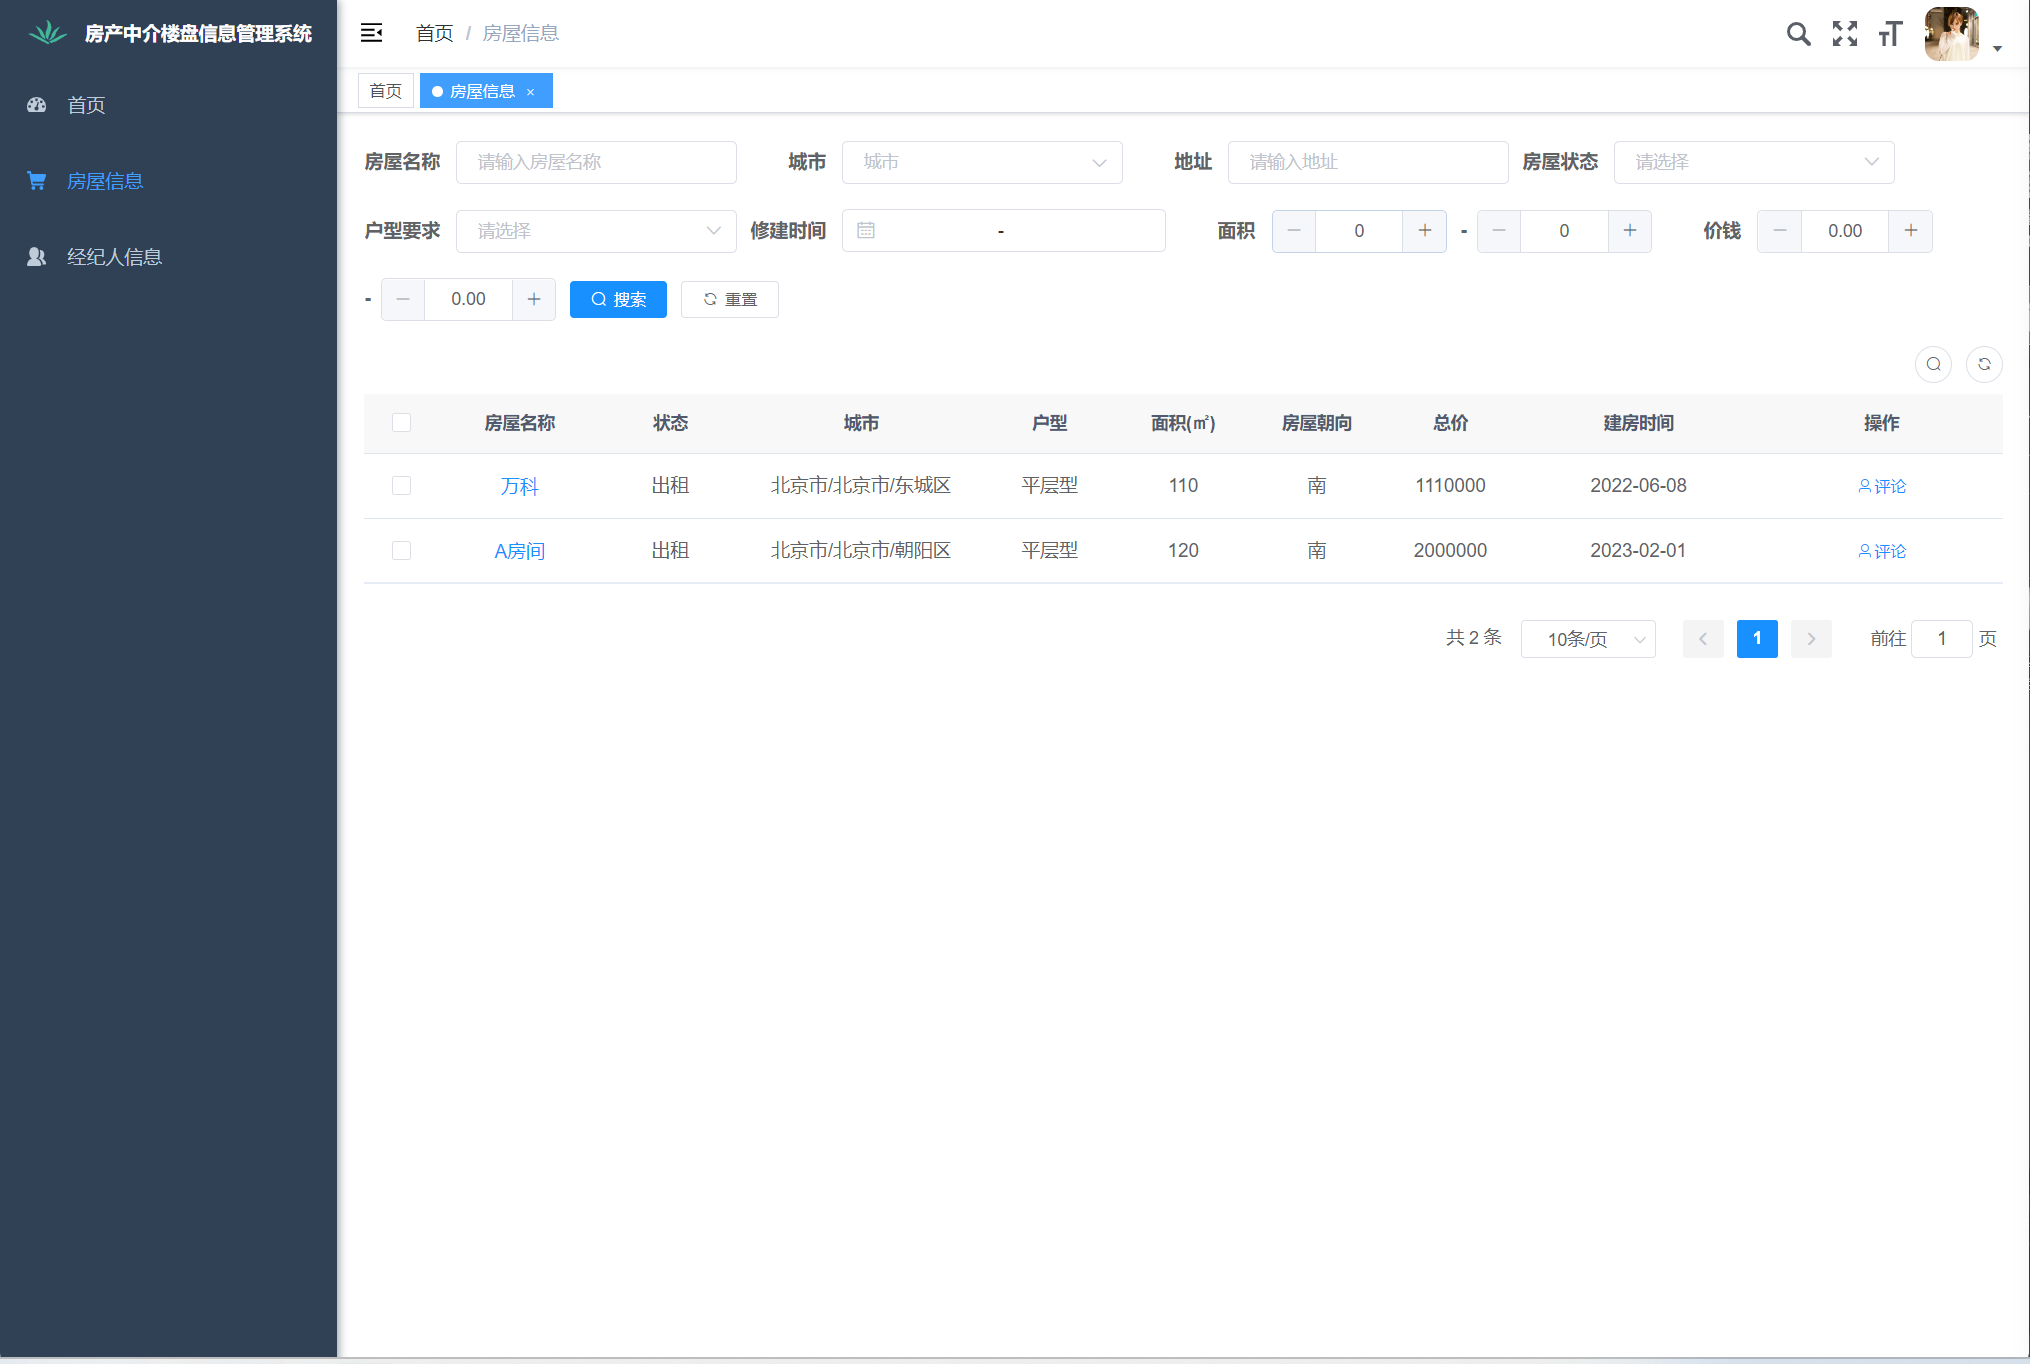 房产中介楼盘信息管理系统
首页
房屋信息
经纪人信息
首页 / 房屋信息
首页
房屋信息 ×
房屋名称 请输入房屋名称 城市 城市 地址 请输入地址 房屋状态 请选择
户型要求 请选择 修建时间 - 面积 0 - 0 价钱 0.00
- 0.00 搜索 重置
房屋名称 状态 城市 户型 面积(㎡) 房屋朝向 总价 建房时间 操作
万科 出租 北京市/北京市/东城区 平层型 110 南 1110000 2022-06-08 评论
A房间 出租 北京市/北京市/朝阳区 平层型 120 南 2000000 2023-02-01 评论
共 2 条 10条/页 1 前往 1 页